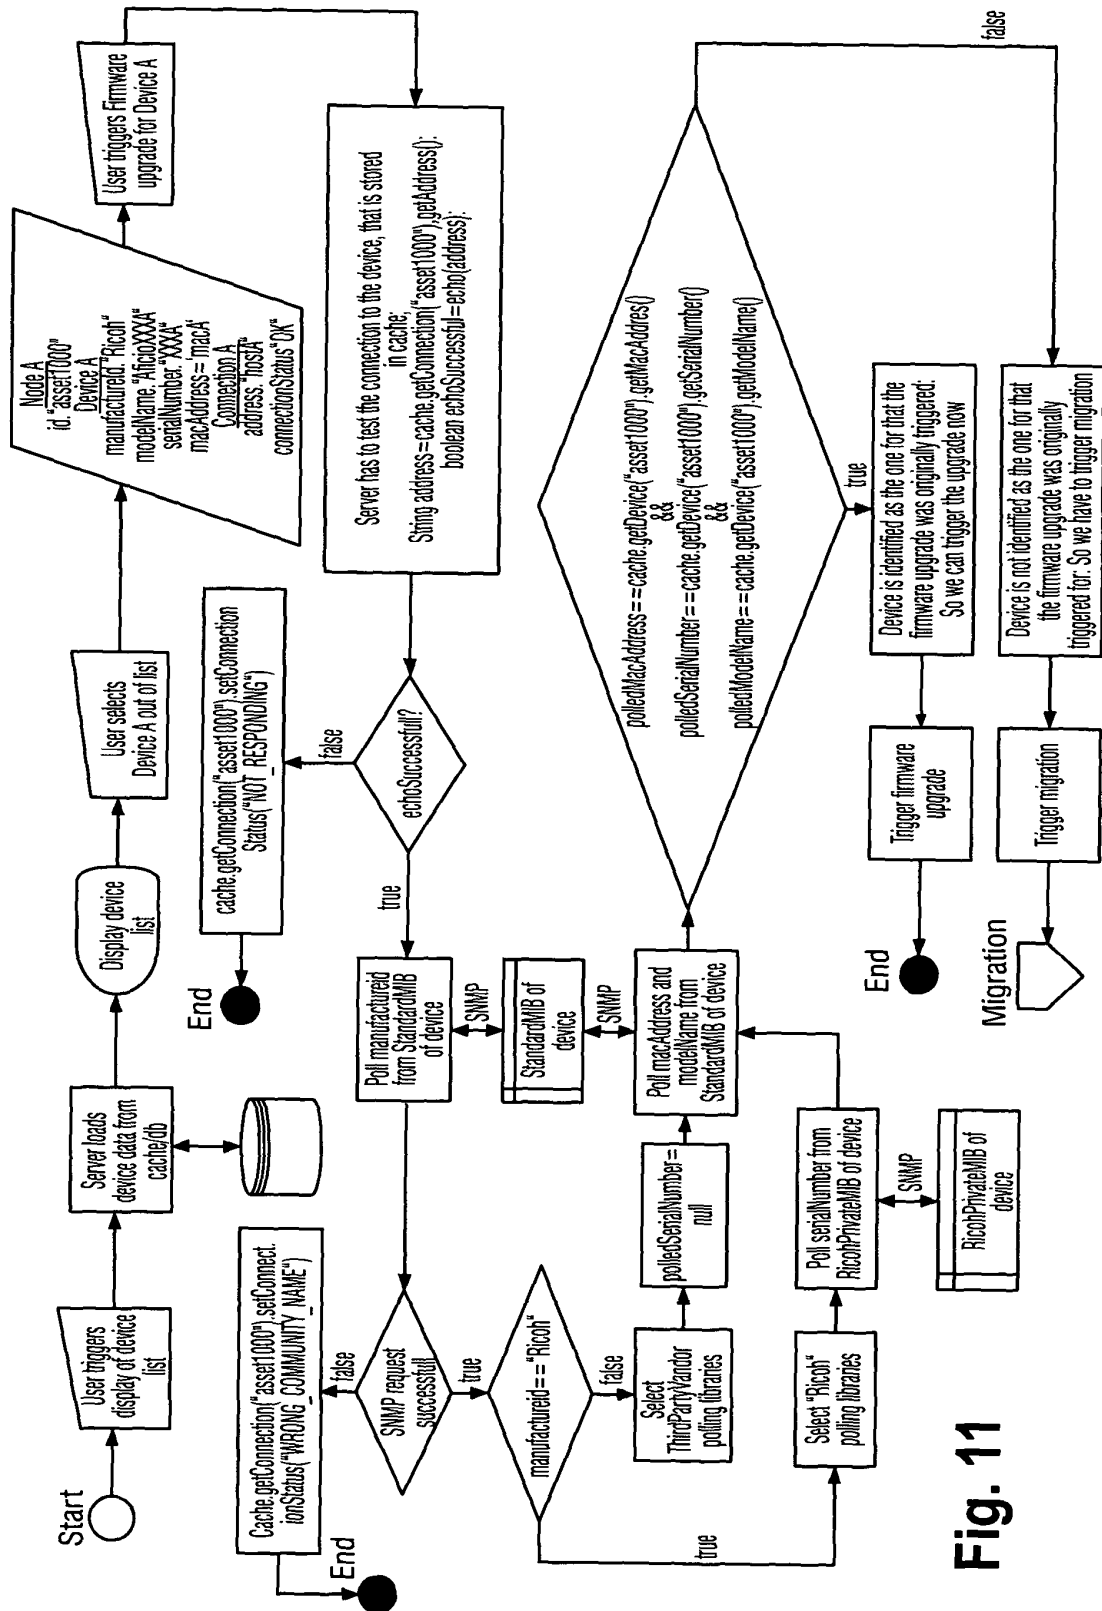 Start
User triggers
display of device
list
Server loads
device data from
cache/db
Display device
list
User selects
Device A out of list
Node A
id."asset1000"
Device A
manufactureId."Ricoh"
modelName."AficioXXXA"
serialNumber."XXXA"
macAddress='macA'
Connection A
address."hostA"
connectionStatus"OK"
User triggers Firmware
upgrade for Device A
Server has to test the connection to the device, that is stored
in cache;
String address=cache.getConnection,("asset1000"),getAddress():
boolean echoSuccessful=echo(address):
echoSuccessfull?
false
cache.getConnection("asset1000").setConnection
Status("NOT_RESPONDING")
End
true
Poll manufactureid
from StandardMIB
of device
SNMP
StandardMIB of
device
SNMP
SNMP request
successfull
false
Cache.getConnection("asset1000").setConnect.
ionStatus("WRONG_COMMUNITY_NAME")
End
true
manufactureid=="Ricoh"
false
Select
ThirdPartyVandor
polling libraries
polledSerialNumber=
null
true
Select "Ricoh"
polling libraries
Poll serialNumber from
RicohPrivateMIB of device
SNMP
RicohPrivateMIB of
device
Poll macAddress and
modelName from
StandardMIB of device
polledMacAddress==cache.getDevice("asset1000").getMacAddres()
&&
polledSerialNumber==cache.getDevice("asset1000").getSerialNumber()
&&
polledModelName==cache.getDevice("asset1000").getModelName()
true
Device is identified as the one for that the
firmware upgrade was originally triggered:
So we can trigger the upgrade now
Trigger firmware
upgrade
End
false
Device is not identified as the one for that
the firmware upgrade was originally
triggered for: So we have to trigger migration
Trigger migration
Migration
Fig. 11